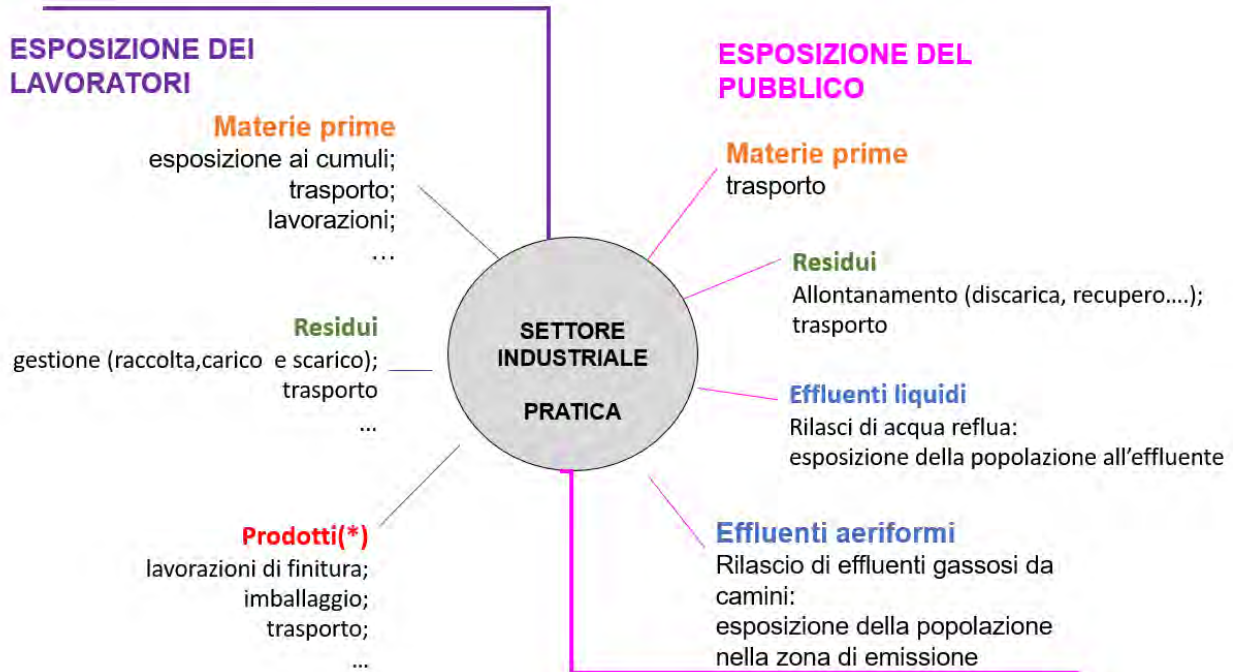 ESPOSIZIONE DEI
LAVORATORI
Materie prime
esposizione ai cumuli;
trasporto;
lavorazioni;
...
Residui
gestione (raccolta,carico e scarico);
trasporto
...
Prodotti(*)
lavorazioni di finitura;
imballaggio;
trasporto;
...
SETTORE
INDUSTRIALE
PRATICA
ESPOSIZIONE DEL
PUBBLICO
Materie prime
trasporto
Residui
Allontanamento (discarica, recupero....);
trasporto
Effluenti liquidi
Rilasci di acqua reflua:
esposizione della popolazione all'effluente
Effluenti aeriformi
Rilascio di effluenti gassosi da
camini:
esposizione della popolazione
nella zona di emissione